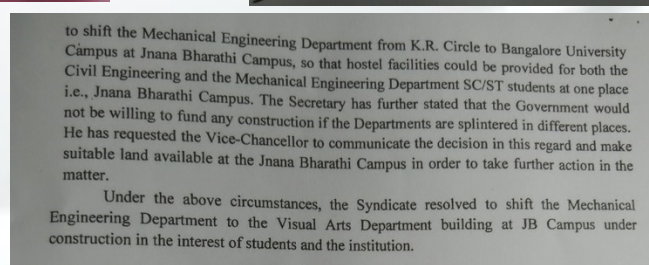 to shift the Mechanical Engineering Department from K.R. Circle to Bangalore University
Campus at Jnana Bharathi Campus, so that hostel facilities could be provided for both the
Civil Engineering and the Mechanical Engineering Department SC/ST students at one place
i.e., Jnana Bharathi Campus. The Secretary has further stated that the Government would
not be willing to fund any construction if the Departments are splintered in different places.
He has requested the Vice-Chancellor to communicate the decision in this regard and make
suitable land available at the Jnana Bharathi Campus in order to take further action in the
matter.
Under the above circumstances, the Syndicate resolved to shift the Mechanical
Engineering Department to the Visual Arts Department building at JB Campus under
construction in the interest of students and the institution.